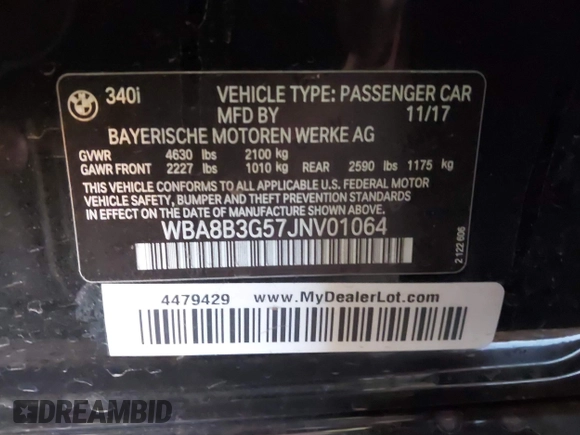 340i VEHICLE TYPE: PASSENGER CAR
MFD BY 11/17
BAYERISCHE MOTOREN WERKE AG
GVWR 4630 lbs 2100 kg
GAWR FRONT 2227 lbs 1010 kg REAR 2590 lbs 1175 kg
THIS VEHICLE CONFORMS TO ALL APPLICABLE U.S. FEDERAL MOTOR
VEHICLE SAFETY, BUMPER AND THEFT PREVENTION STANDARDS
IN EFFECT ON THE DATE OF MANUFACTURE SHOWN ABOVE.
WBA8B3G57JNV01064
2 122 606
4479429 www.MyDealerLot.com
DREAMBID